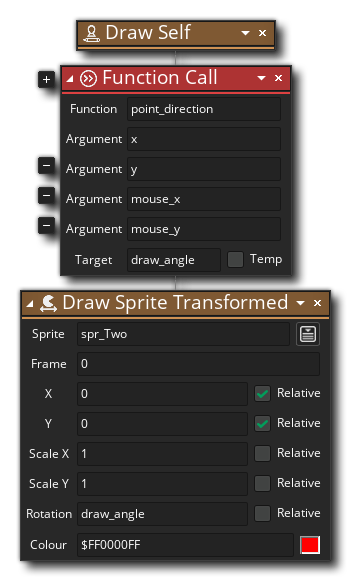 Draw Self
Function Call
Function point_direction
Argument x
Argument y
Argument mouse_x
Argument mouse_y
Target draw_angle Temp
Draw Sprite Transformed
Sprite spr_Two
Frame 0
X 0 Relative
Y 0 Relative
Scale X 1 Relative
Scale Y 1 Relative
Rotation draw_angle Relative
Colour $FF0000FF